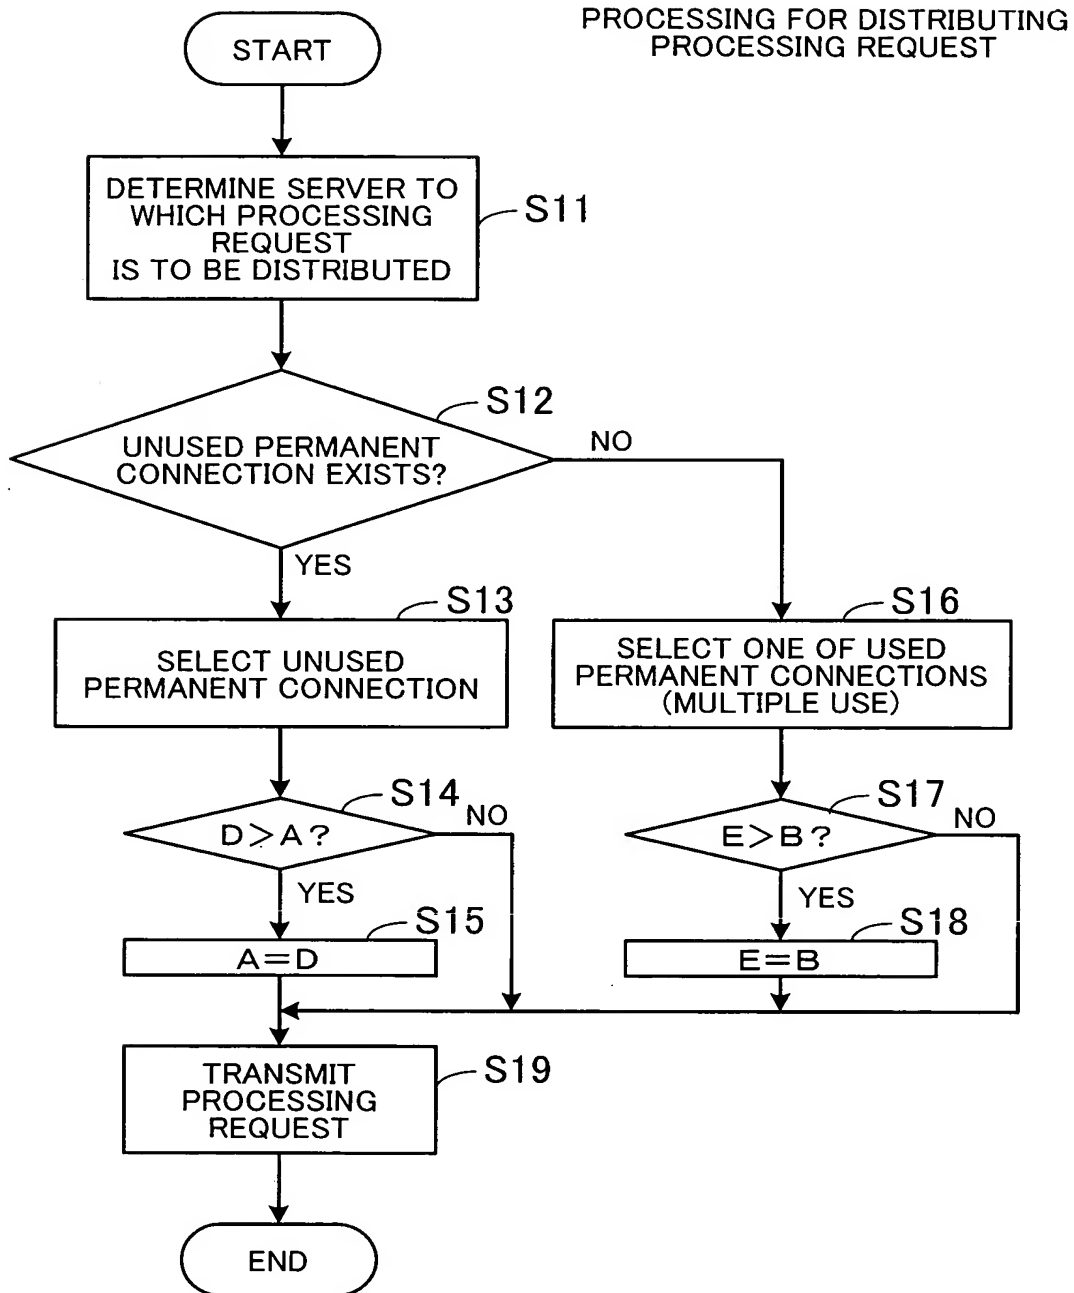 PROCESSING FOR DISTRIBUTING
PROCESSING REQUEST
START
DETERMINE SERVER TO
WHICH PROCESSING
REQUEST
IS TO BE DISTRIBUTED
S11
S12
UNUSED PERMANENT
CONNECTION EXISTS?
NO
YES
S13
SELECT UNUSED
PERMANENT CONNECTION
S16
SELECT ONE OF USED
PERMANENT CONNECTIONS
(MULTIPLE USE)
S14
D>A?
NO
YES
S15
A=D
S17
E>B?
NO
YES
S18
E=B
TRANSMIT
PROCESSING
REQUEST
S19
END